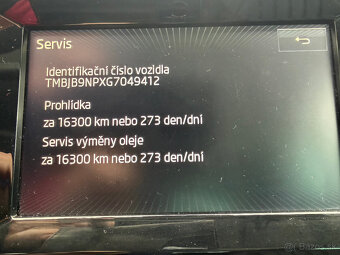 Servis
Identifikační číslo vozidla
TMBJB9NPXG7049412
Prohlídka
za 16300 km nebo 273 den/dní
Servis výměny oleje
za 16300 km nebo 273 den/dní